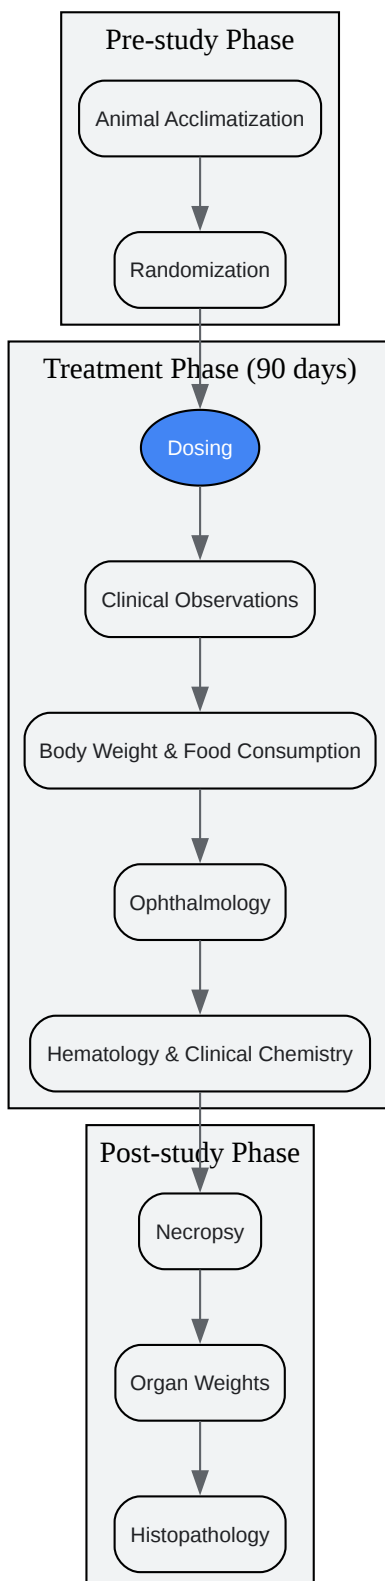 Pre-study Phase
Animal Acclimatization
Randomization
Treatment Phase (90 days)
Dosing
Clinical Observations
Body Weight & Food Consumption
Ophthalmology
Hematology & Clinical Chemistry
Post-study Phase
Necropsy
Organ Weights
Histopathology